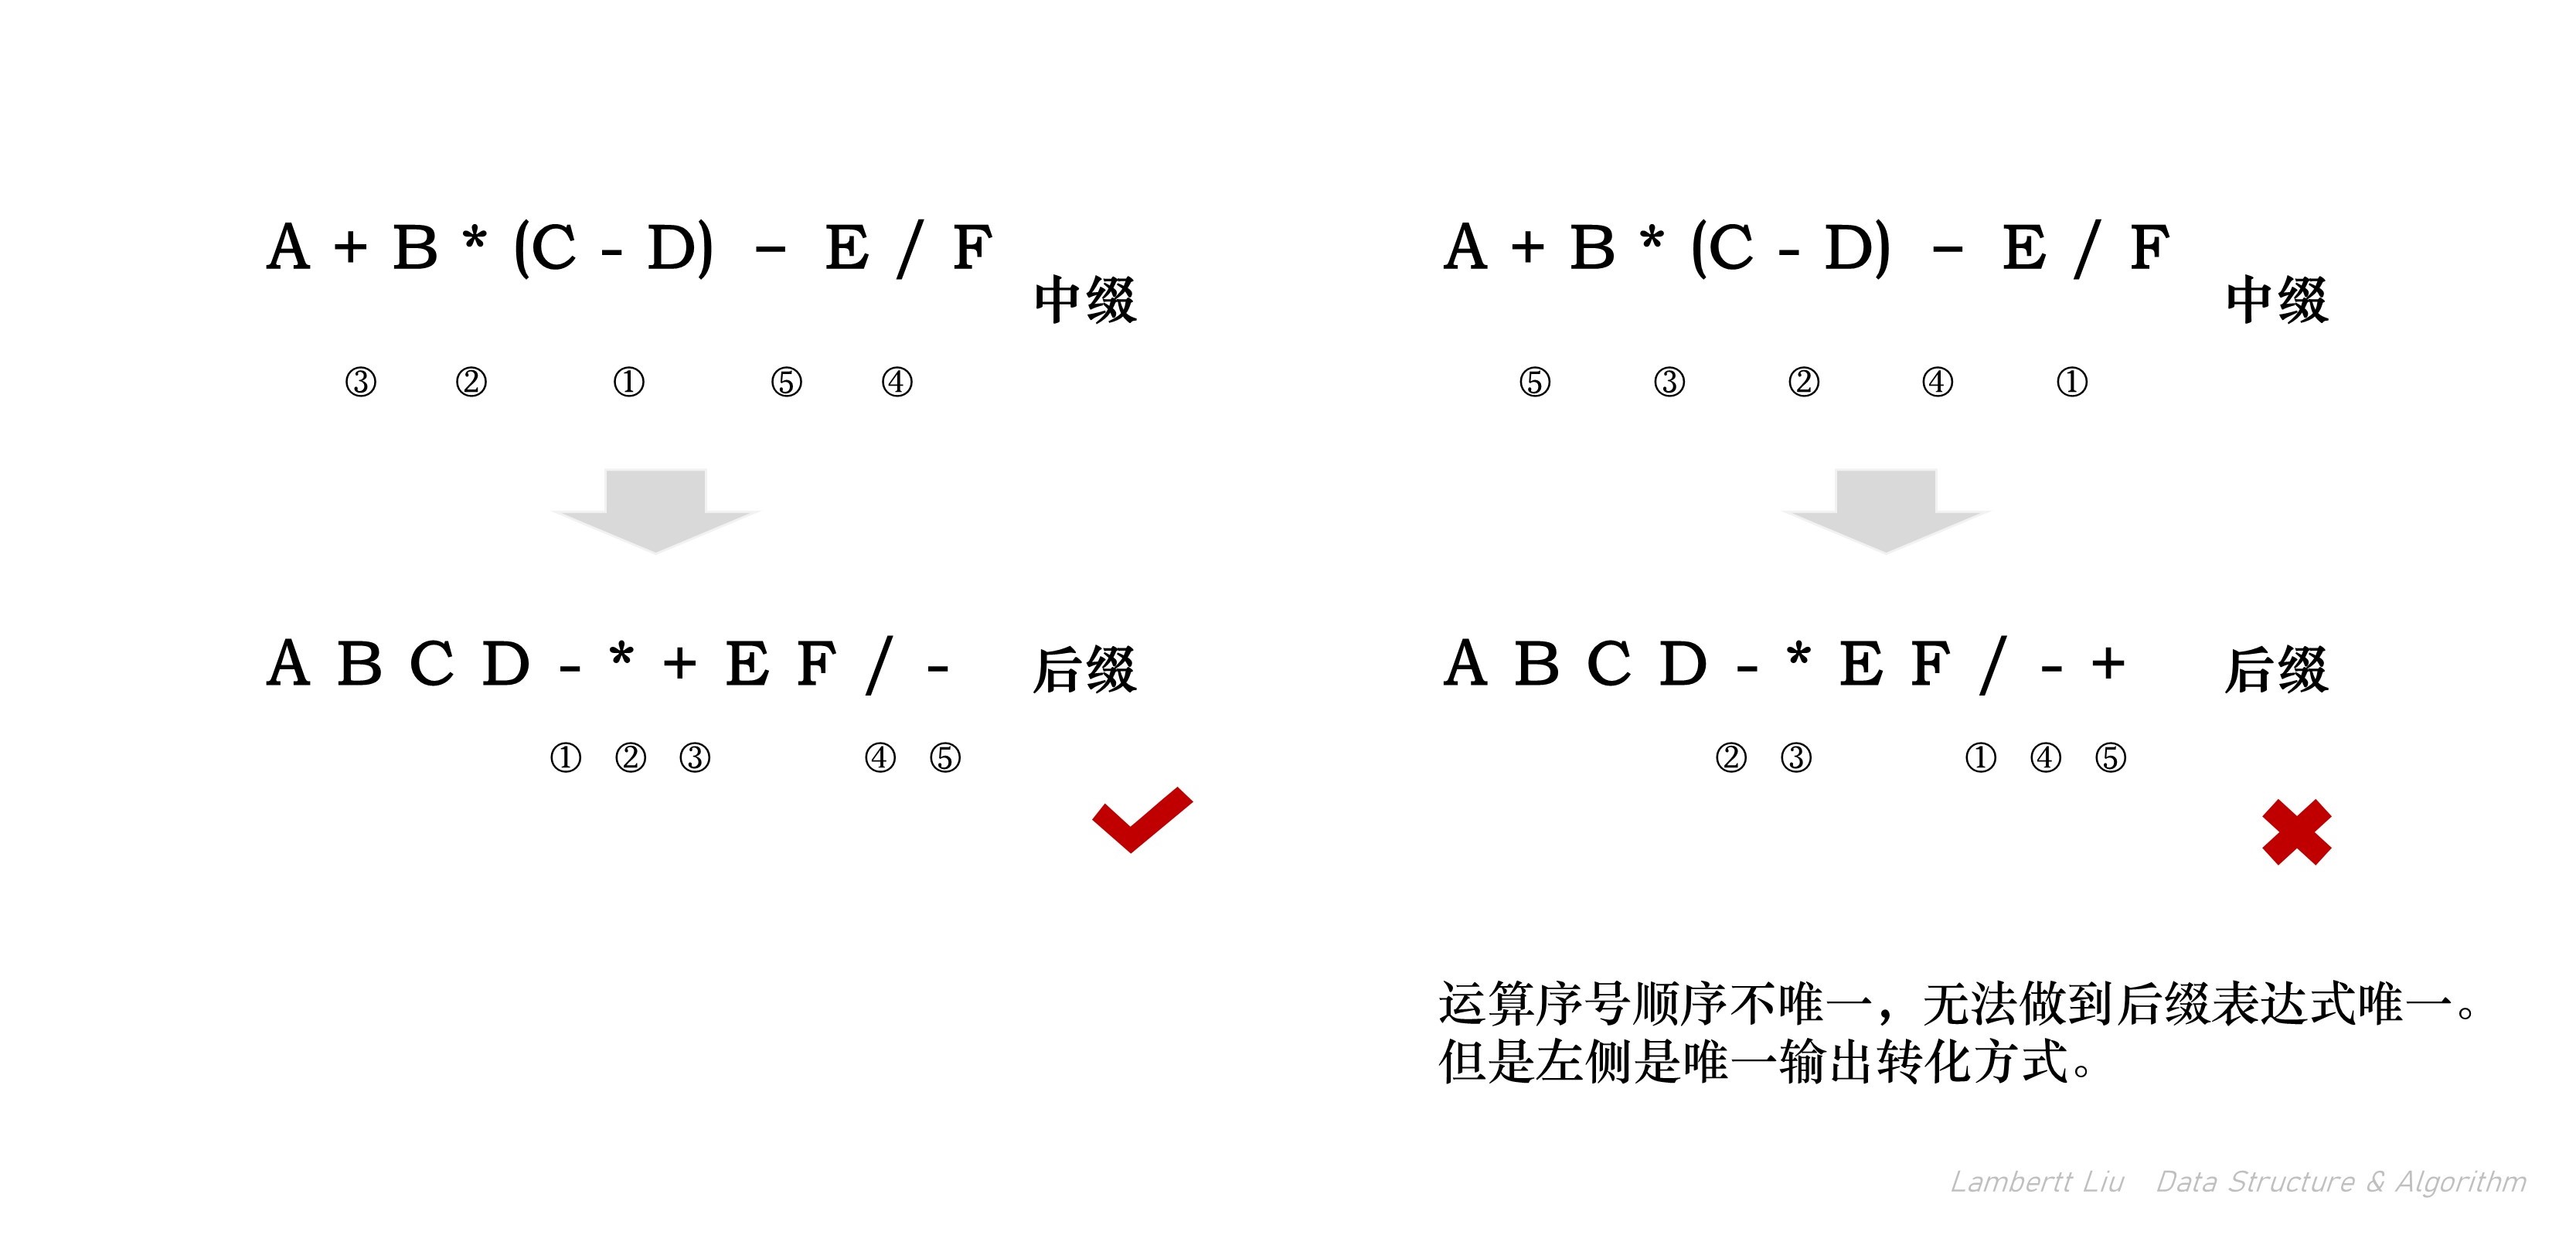 A + B * (C - D) – E / F
中缀
③ ② ① ⑤ ④
A B C D - * + E F / -
后缀
① ② ③ ④ ⑤
A + B * (C - D) – E / F
中缀
⑤ ③ ② ④ ①
A B C D - * E F / - +
后缀
② ③ ① ④ ⑤
运算序号顺序不唯一，无法做到后缀表达式唯一。
但是左侧是唯一输出转化方式。
Lambertt Liu Data Structure & Algorithm